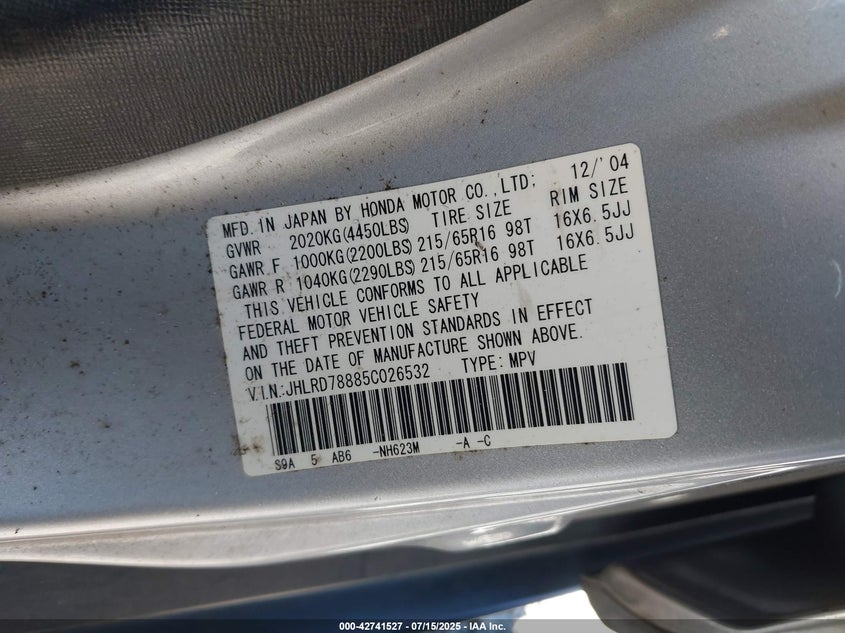 MFD. IN JAPAN BY HONDA MOTOR CO.,LTD; 12/'04
GVWR 2020KG(4450LBS) TIRE SIZE RIM SIZE
GAWR F 1000KG(2200LBS) 215/65R16 98T 16X6.5JJ
GAWR R 1040KG(2290LBS) 215/65R16 98T 16X6.5JJ
THIS VEHICLE CONFORMS TO ALL APPLICABLE
FEDERAL MOTOR VEHICLE SAFETY
AND THEFT PREVENTION STANDARDS IN EFFECT
ON THE DATE OF MANUFACTURE SHOWN ABOVE.
V.I.N:JHLRD78885C026532 TYPE: MPV
S9A 5 AB6 -NH623M -A -C
000-42741527 - 07/15/2025 - IAA Inc.